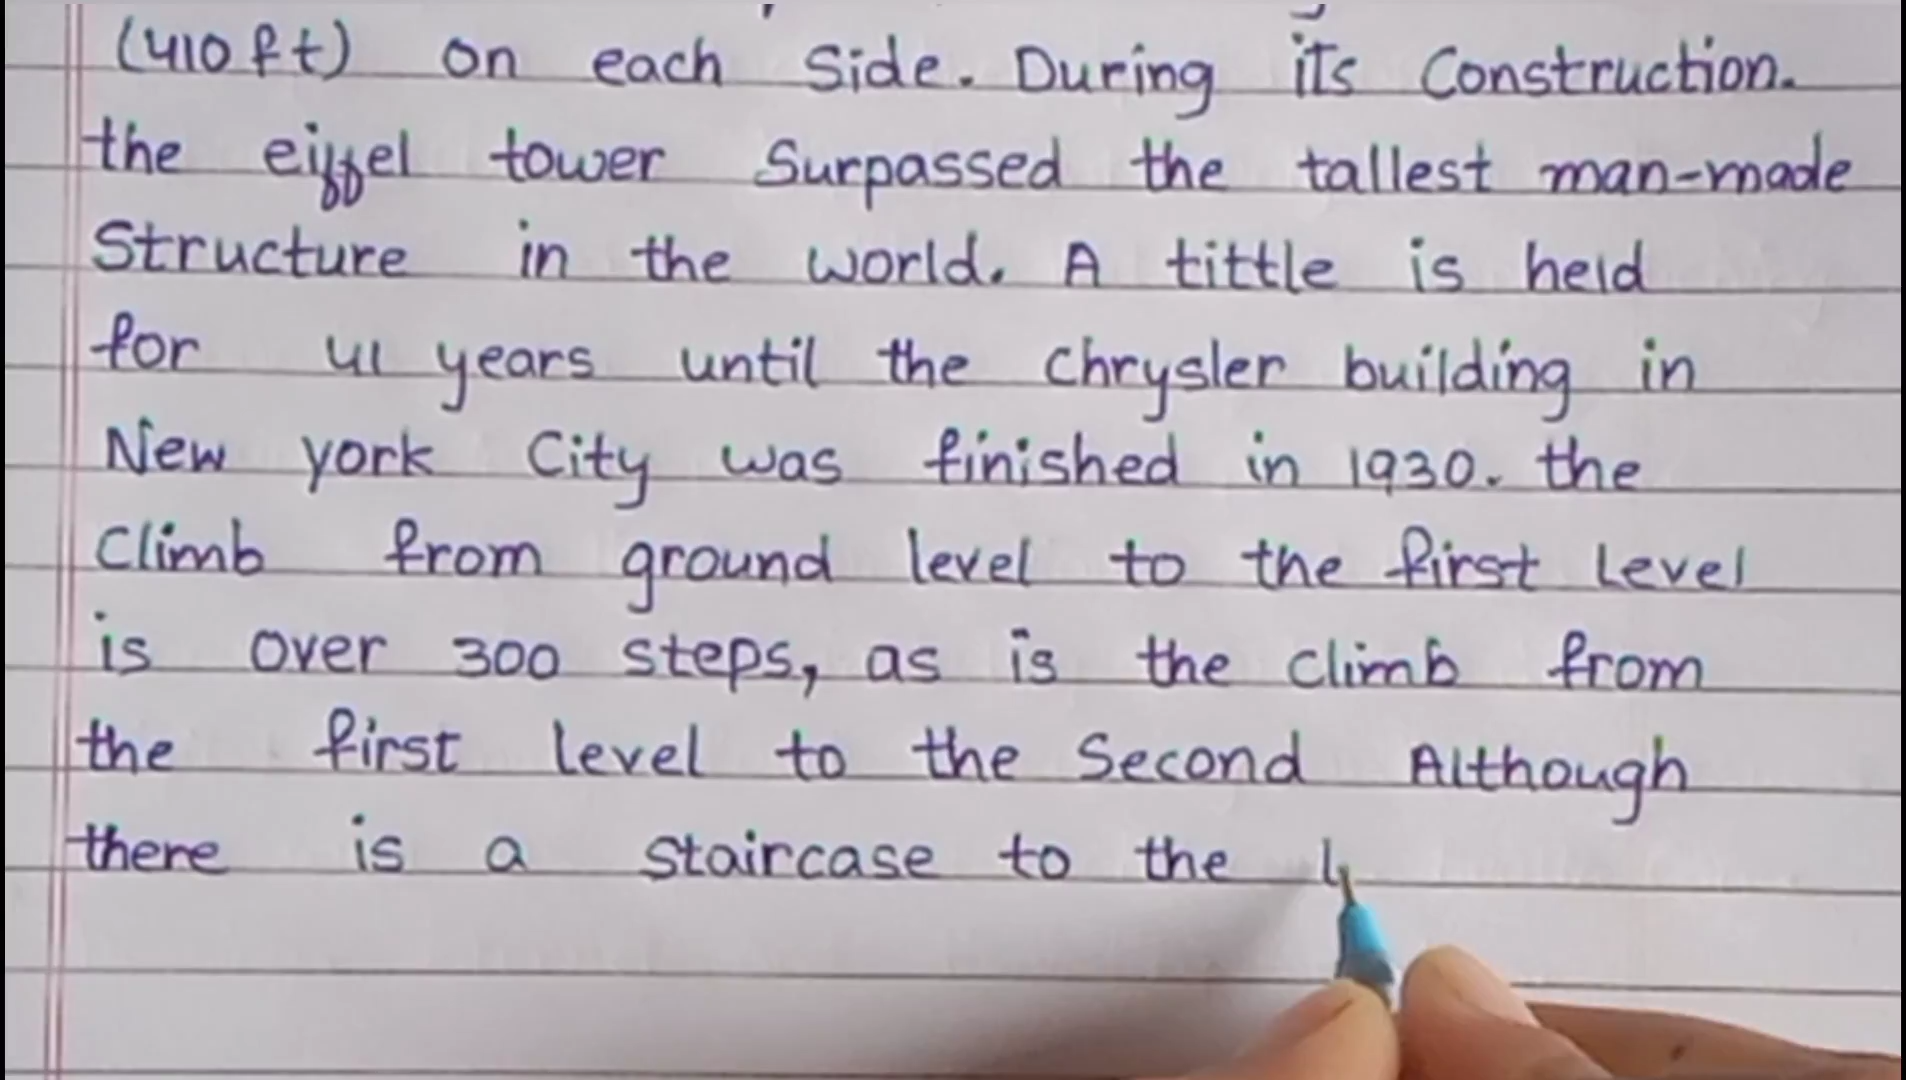 (410 ft) on each Side. During its Construction.
the eiffel tower Surpassed the tallest man-made
Structure in the world. A tittle is held
for 41 years until the Chrysler building in
New york City was finished in 1930. the
Climb from ground level to the first level
is over 300 steps, as is the climb from
the first level to the Second Although
there is a staircase to the l